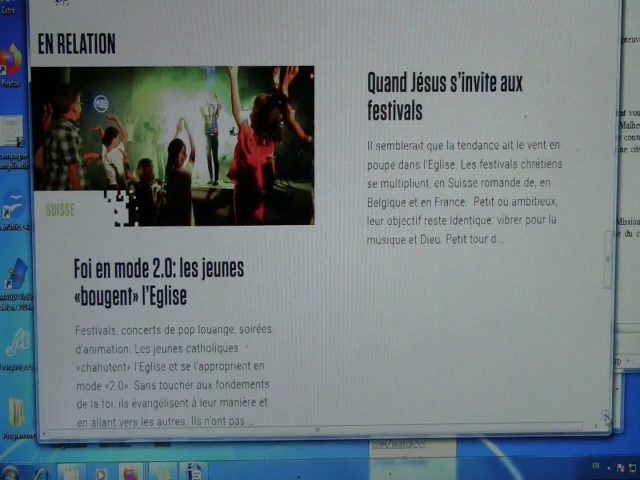 EN RELATION
SUISSE
Foi en mode 2.0: les jeunes
«bougent» l'Eglise
Festivals, concerts de pop louange, soirées
d'animation. Les jeunes catholiques
«chahutent» l'Eglise et se l'approprient en
mode «2.0». Sans toucher aux fondements
de la foi, ils évangélisent à leur manière et
en allant vers les autres. Ils n'ont pas ...
Quand Jésus s'invite aux
festivals
Il semblerait que la tendance ait le vent en
poupe dans l'Eglise. Les festivals chrétiens
se multiplient, en Suisse romande de, en
Belgique et en France. Petit ou ambitieux,
leur objectif reste identique: vibrer pour la
musique et Dieu. Petit tour d ...
Firefox
FR